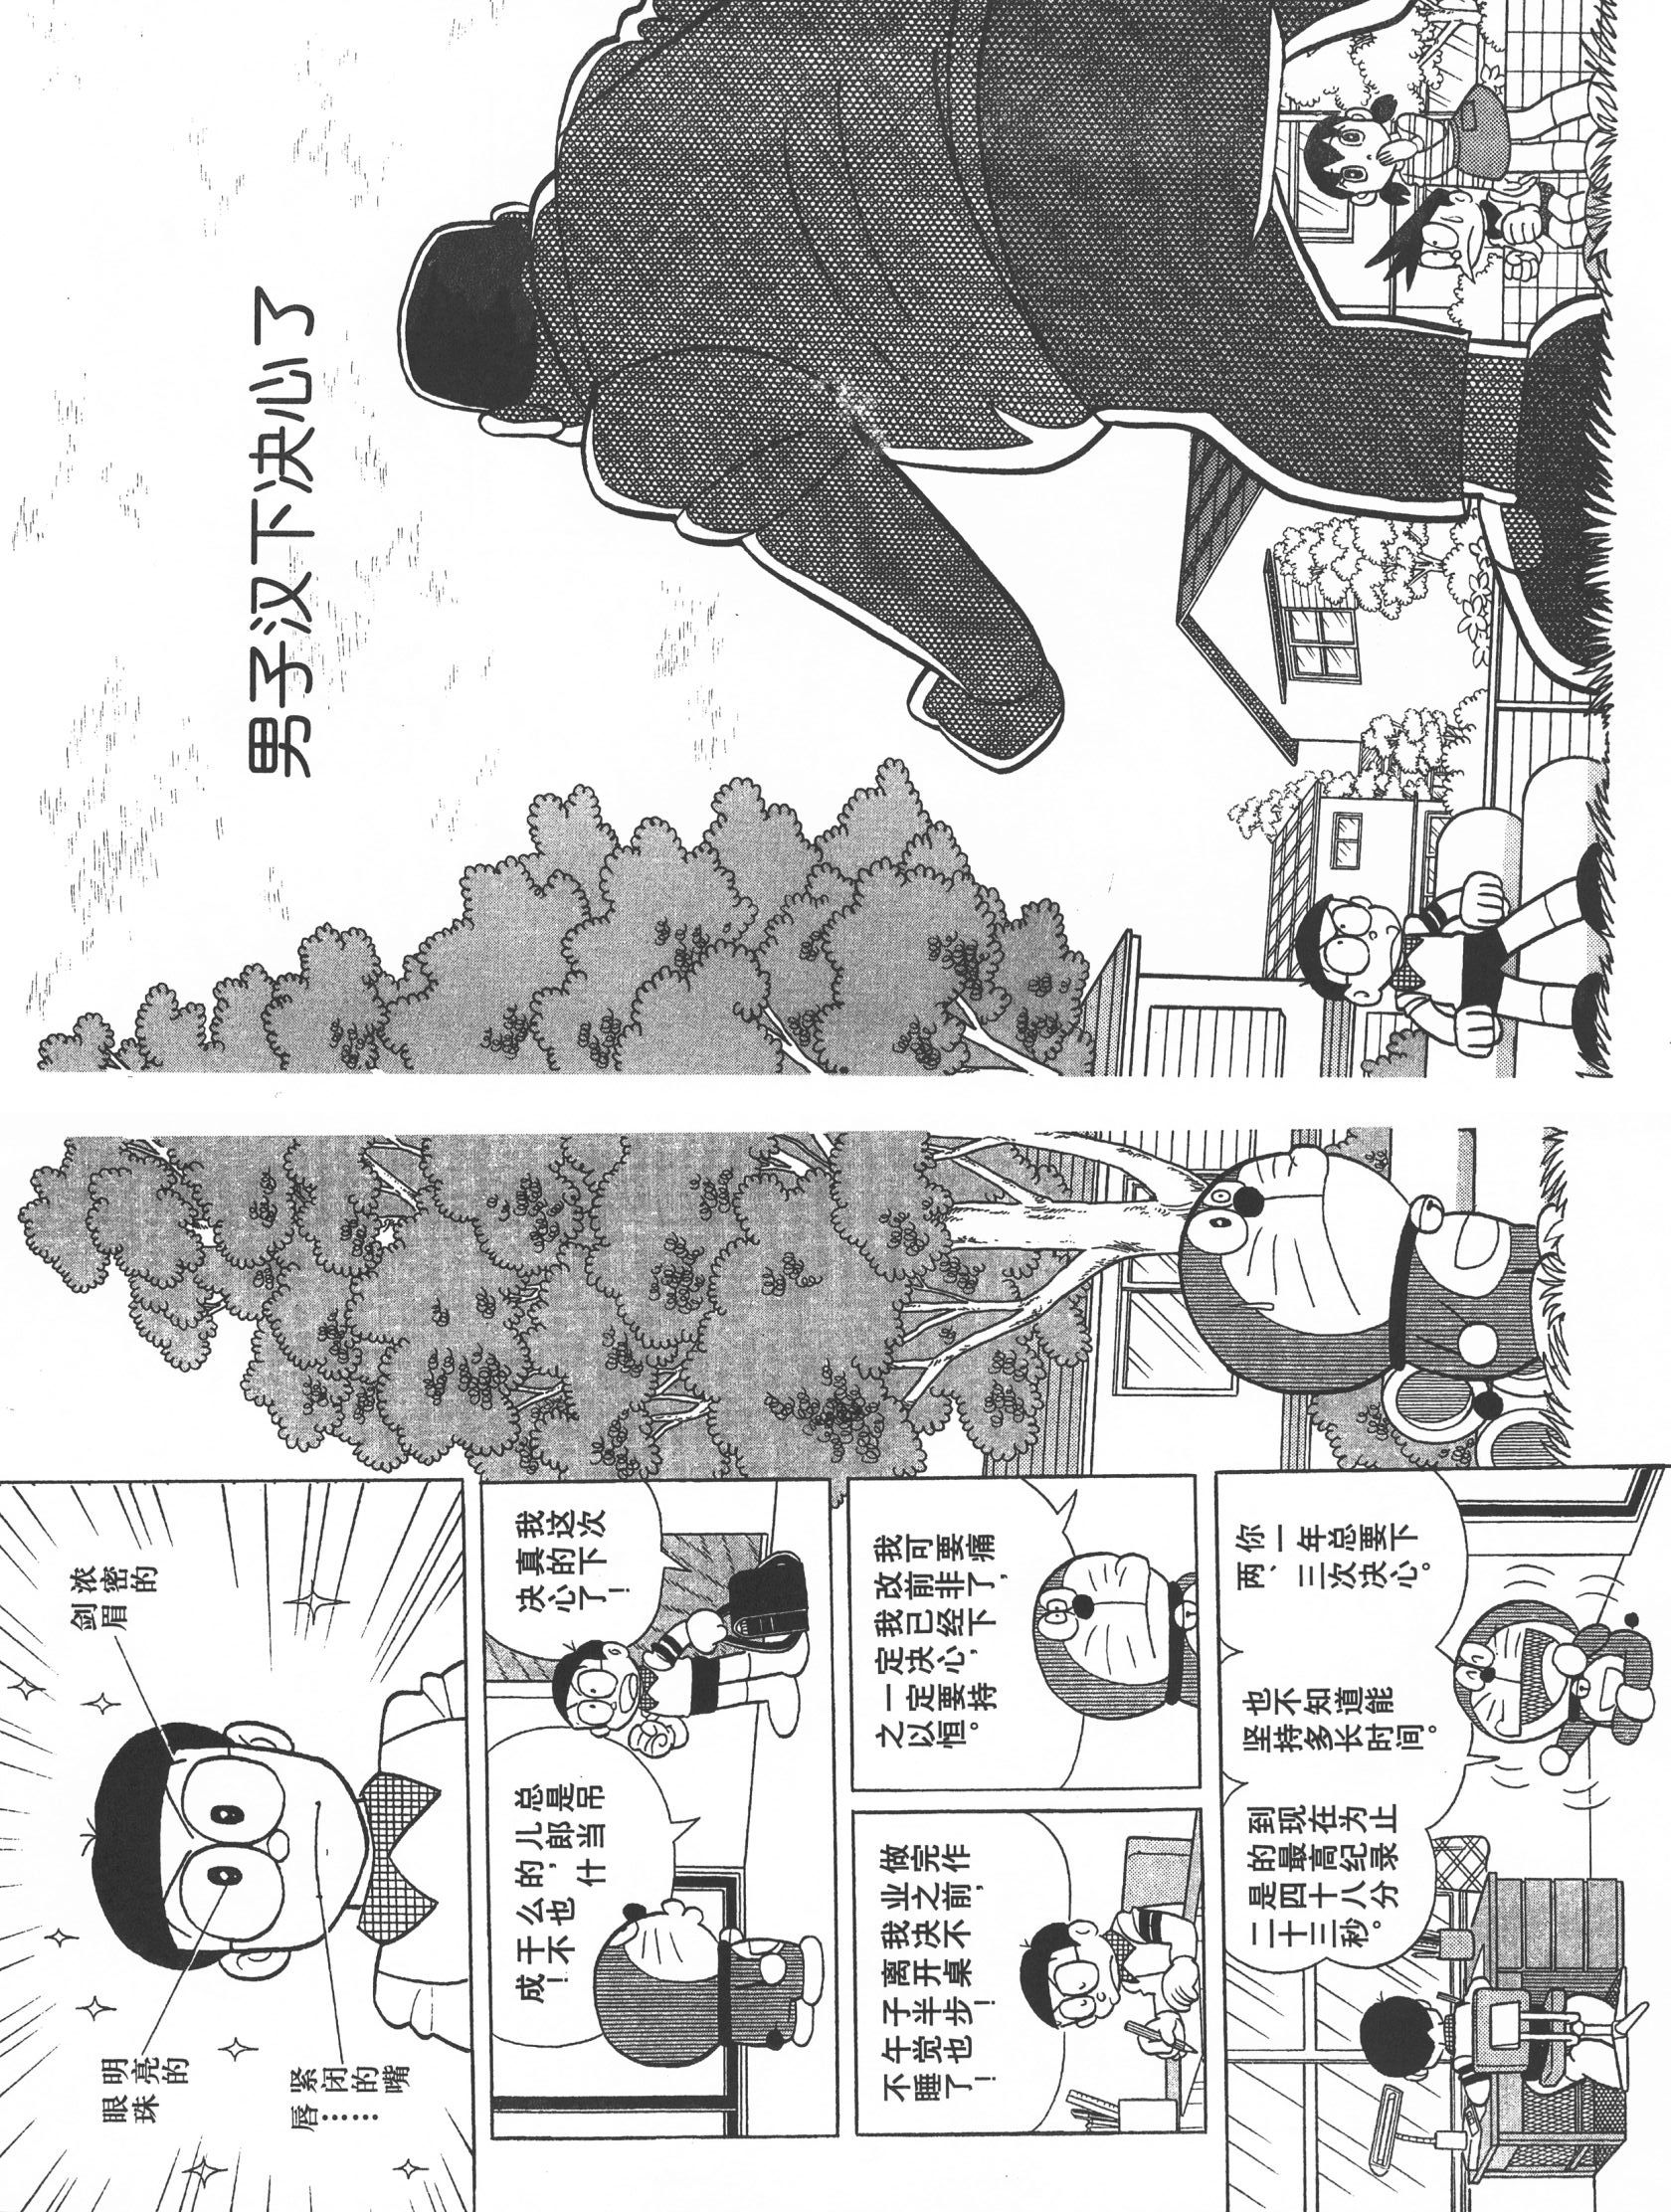 男子汉下决心了
浓密的
剑眉
明亮的
眼珠
紧闭的嘴
唇……
我这次
真的下
决心了！
总是吊
儿郎当
的，什
么也
干不
成！
我可要痛
改前非了，
我已经下
定决心，
一定要持
之以恒。
做完作
业之前，
我决不
离开桌
子半步！
午觉也
不睡了！
你一年总要下
两、三次决心。
也不知道能
坚持多长时间。
到现在为止
的最高纪录
是四十八分
二十三秒。